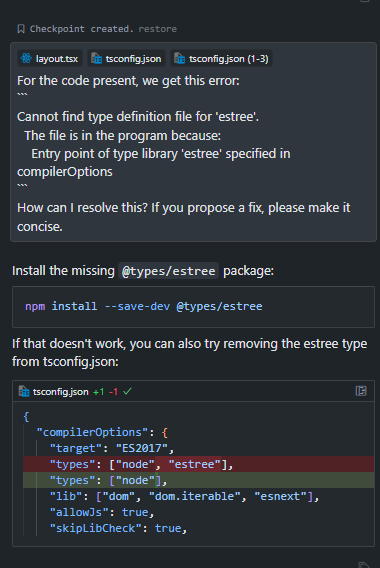 Checkpoint created. restore
layout.tsx tsconfig.json tsconfig.json (1-3)
For the code present, we get this error:
```
Cannot find type definition file for 'estree'.
  The file is in the program because:
    Entry point of type library 'estree' specified in
compilerOptions
```
How can I resolve this? If you propose a fix, please make it
concise.
Install the missing @types/estree package:
npm install --save-dev @types/estree
If that doesn't work, you can also try removing the estree type
from tsconfig.json:
tsconfig.json +1 -1 ✓
{
  "compilerOptions": {
    "target": "ES2017",
    "types": ["node", "estree"],
    "types": ["node"],
    "lib": ["dom", "dom.iterable", "esnext"],
    "allowJs": true,
    "skipLibCheck": true,